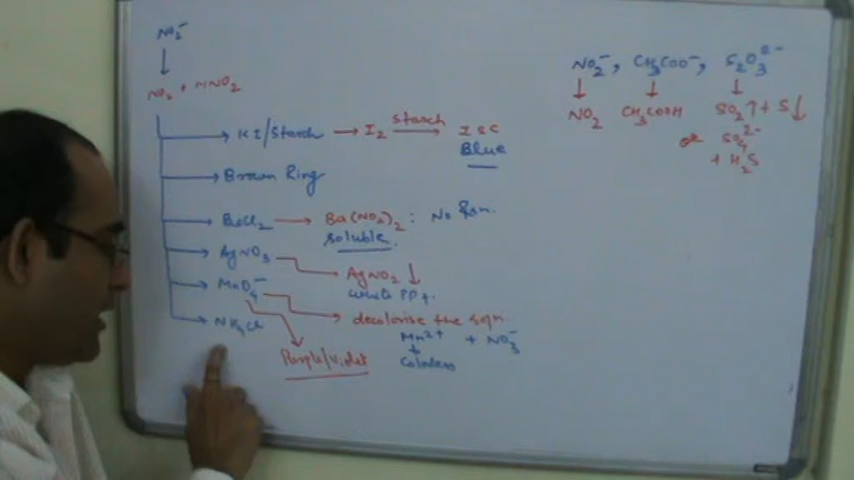 NO₂⁻
↓
NO₂ + HNO₂
→ KI/Starch → I₂ starch → ISC
Blue
→ Brown Ring
→ BaCl₂ → Ba(NO₂)₂ : No Rxn.
Soluble.
→ AgNO₃ → AgNO₂ ↓
white PPt.
→ MnO₄⁻ → decolorise the soln.
Mn²⁺ + NO₃⁻
↓
Colorless
Purple/Violet
→ NH₄Cl
NO₂⁻, CH₃COO⁻, S₂O₃²⁻
↓ ↓ ↓
NO₂ CH₃COOH SO₂↑ + S↓
or SO₄²⁻
+ H₂S